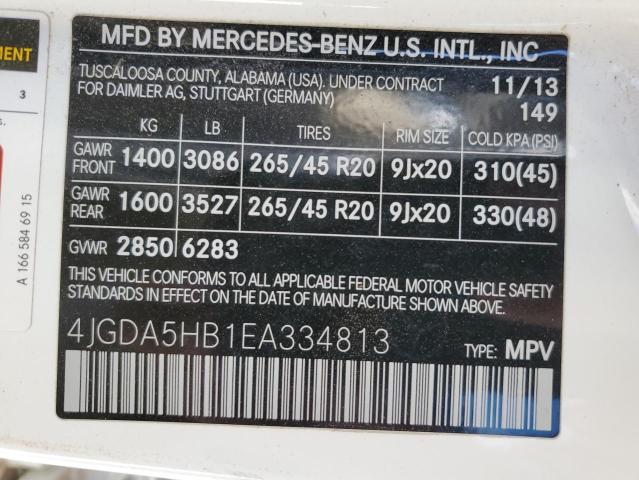 MENT
3
s.
A 166 584 69 15
MFD BY MERCEDES-BENZ U.S. INTL., INC
TUSCALOOSA COUNTY, ALABAMA (USA). UNDER CONTRACT 11/13
FOR DAIMLER AG, STUTTGART (GERMANY) 149
KG LB TIRES RIM SIZE COLD KPA (PSI)
GAWR FRONT 1400 3086 265/45 R20 9Jx20 310(45)
GAWR REAR 1600 3527 265/45 R20 9Jx20 330(48)
GVWR 2850 6283
THIS VEHICLE CONFORMS TO ALL APPLICABLE FEDERAL MOTOR VEHICLE SAFETY
STANDARDS IN EFFECT ON THE DATE OF MANUFACTURE SHOWN ABOVE.
4JGDA5HB1EA334813 TYPE: MPV